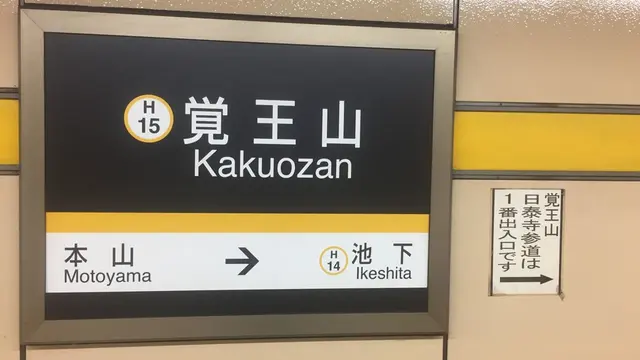 H
15
覚王山
Kakuozan
本山
Motoyama
→
H
14
池下
Ikeshita
覚王山
日泰寺参道は
1番出入口です
→